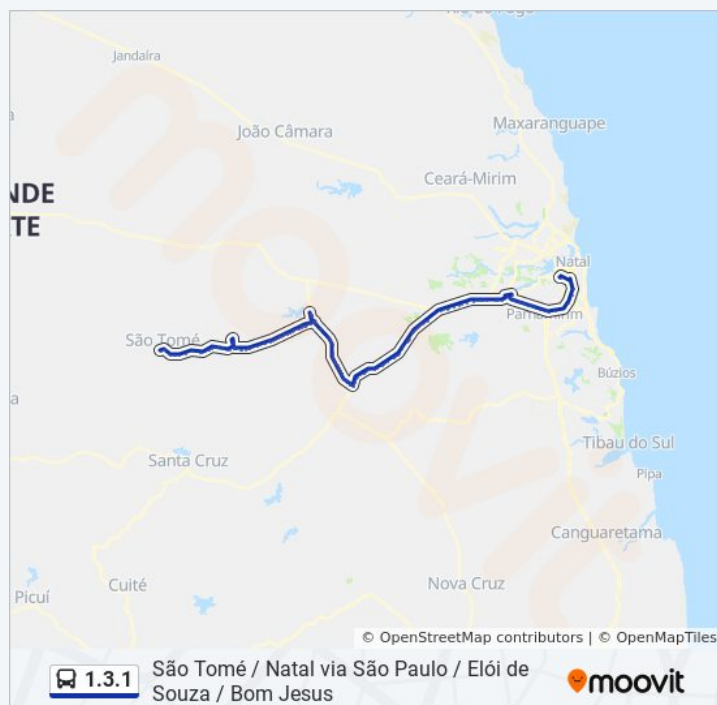 Jandaíra
João Câmara
Maxaranguape
Ceará-Mirim
NDE
TE
Natal
Parnamirim
São Tomé
Búzios
Santa Cruz
Tibau do Sul
Pipa
Canguaretama
Cuité
Picuí
Nova Cruz
moovit
© OpenStreetMap contributors | © OpenMapTiles
1.3.1
São Tomé / Natal via São Paulo / Elói de
Souza / Bom Jesus
moovit